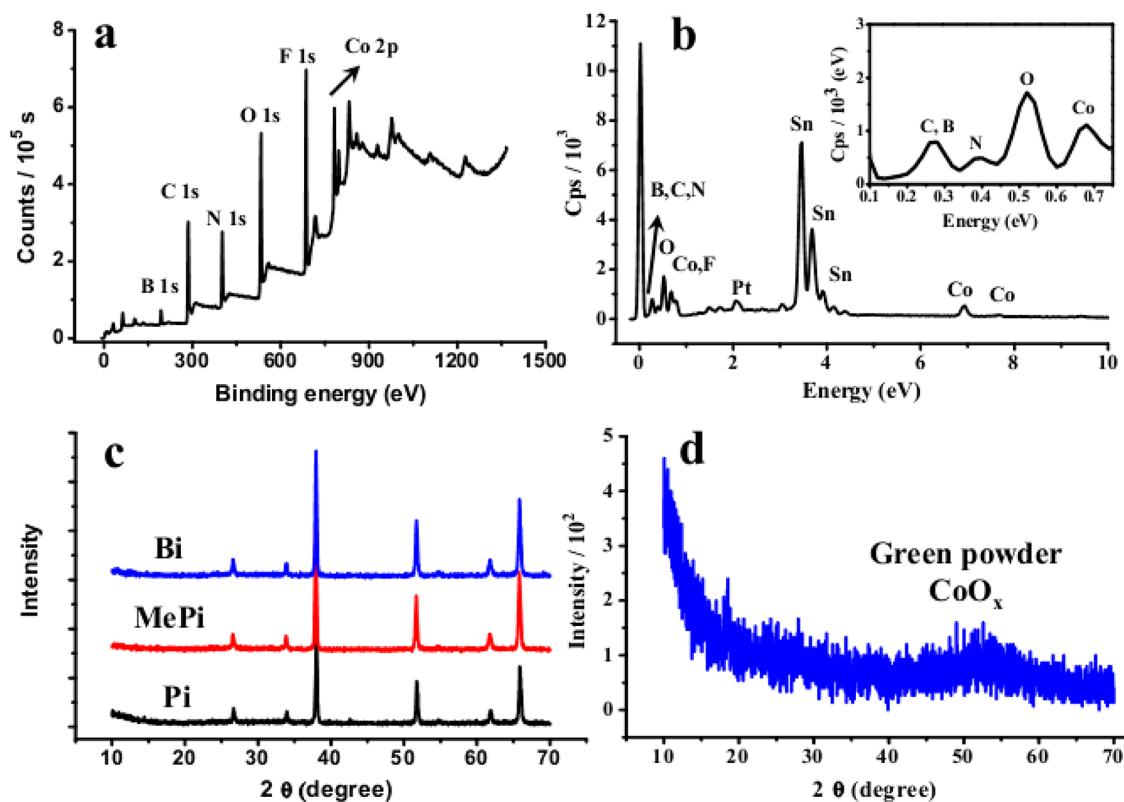 a
Counts / 10⁵ s
8
6
4
2
0
B 1s
C 1s
N 1s
O 1s
F 1s
Co 2p
0 300 600 900 1200 1500
Binding energy (eV)
b
Cps / 10³
12
9
6
3
0
B,C,N
O
Co,F
Pt
Sn
Sn
Sn
Co
Co
0 2 4 6 8 10
Energy (eV)
Cps / 10³ (eV)
3
2
1
0
C, B
N
O
Co
0.1 0.2 0.3 0.4 0.5 0.6 0.7
Energy (eV)
c
Intensity
Bi
MePi
Pi
10 20 30 40 50 60 70
2 θ (degree)
d
Intensity / 10²
5
4
3
2
1
0
Green powder
CoOₓ
10 20 30 40 50 60 70
2 θ (degree)